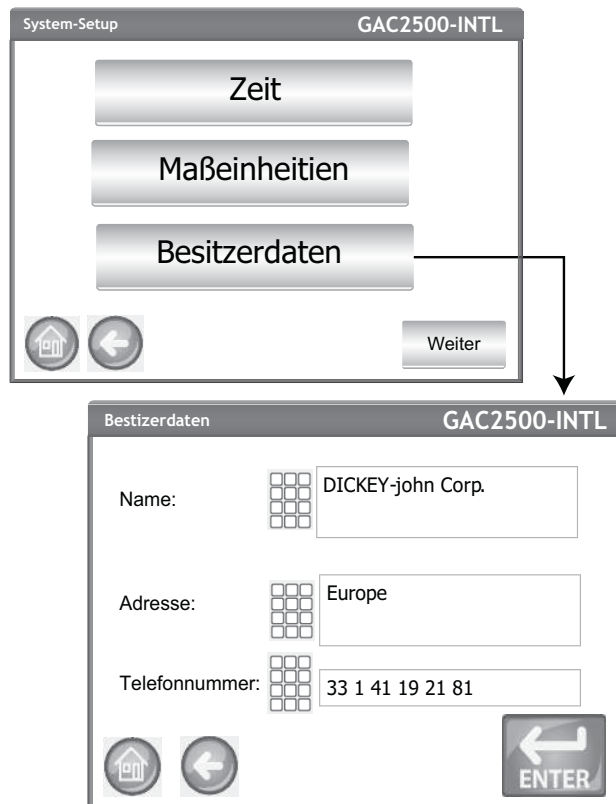 System-Setup GAC2500-INTL
Zeit
Maßeinheitien
Besitzerdaten
Weiter
Bestizerdaten GAC2500-INTL
Name: DICKEY-john Corp.
Adresse: Europe
Telefonnummer: 33 1 41 19 21 81
ENTER